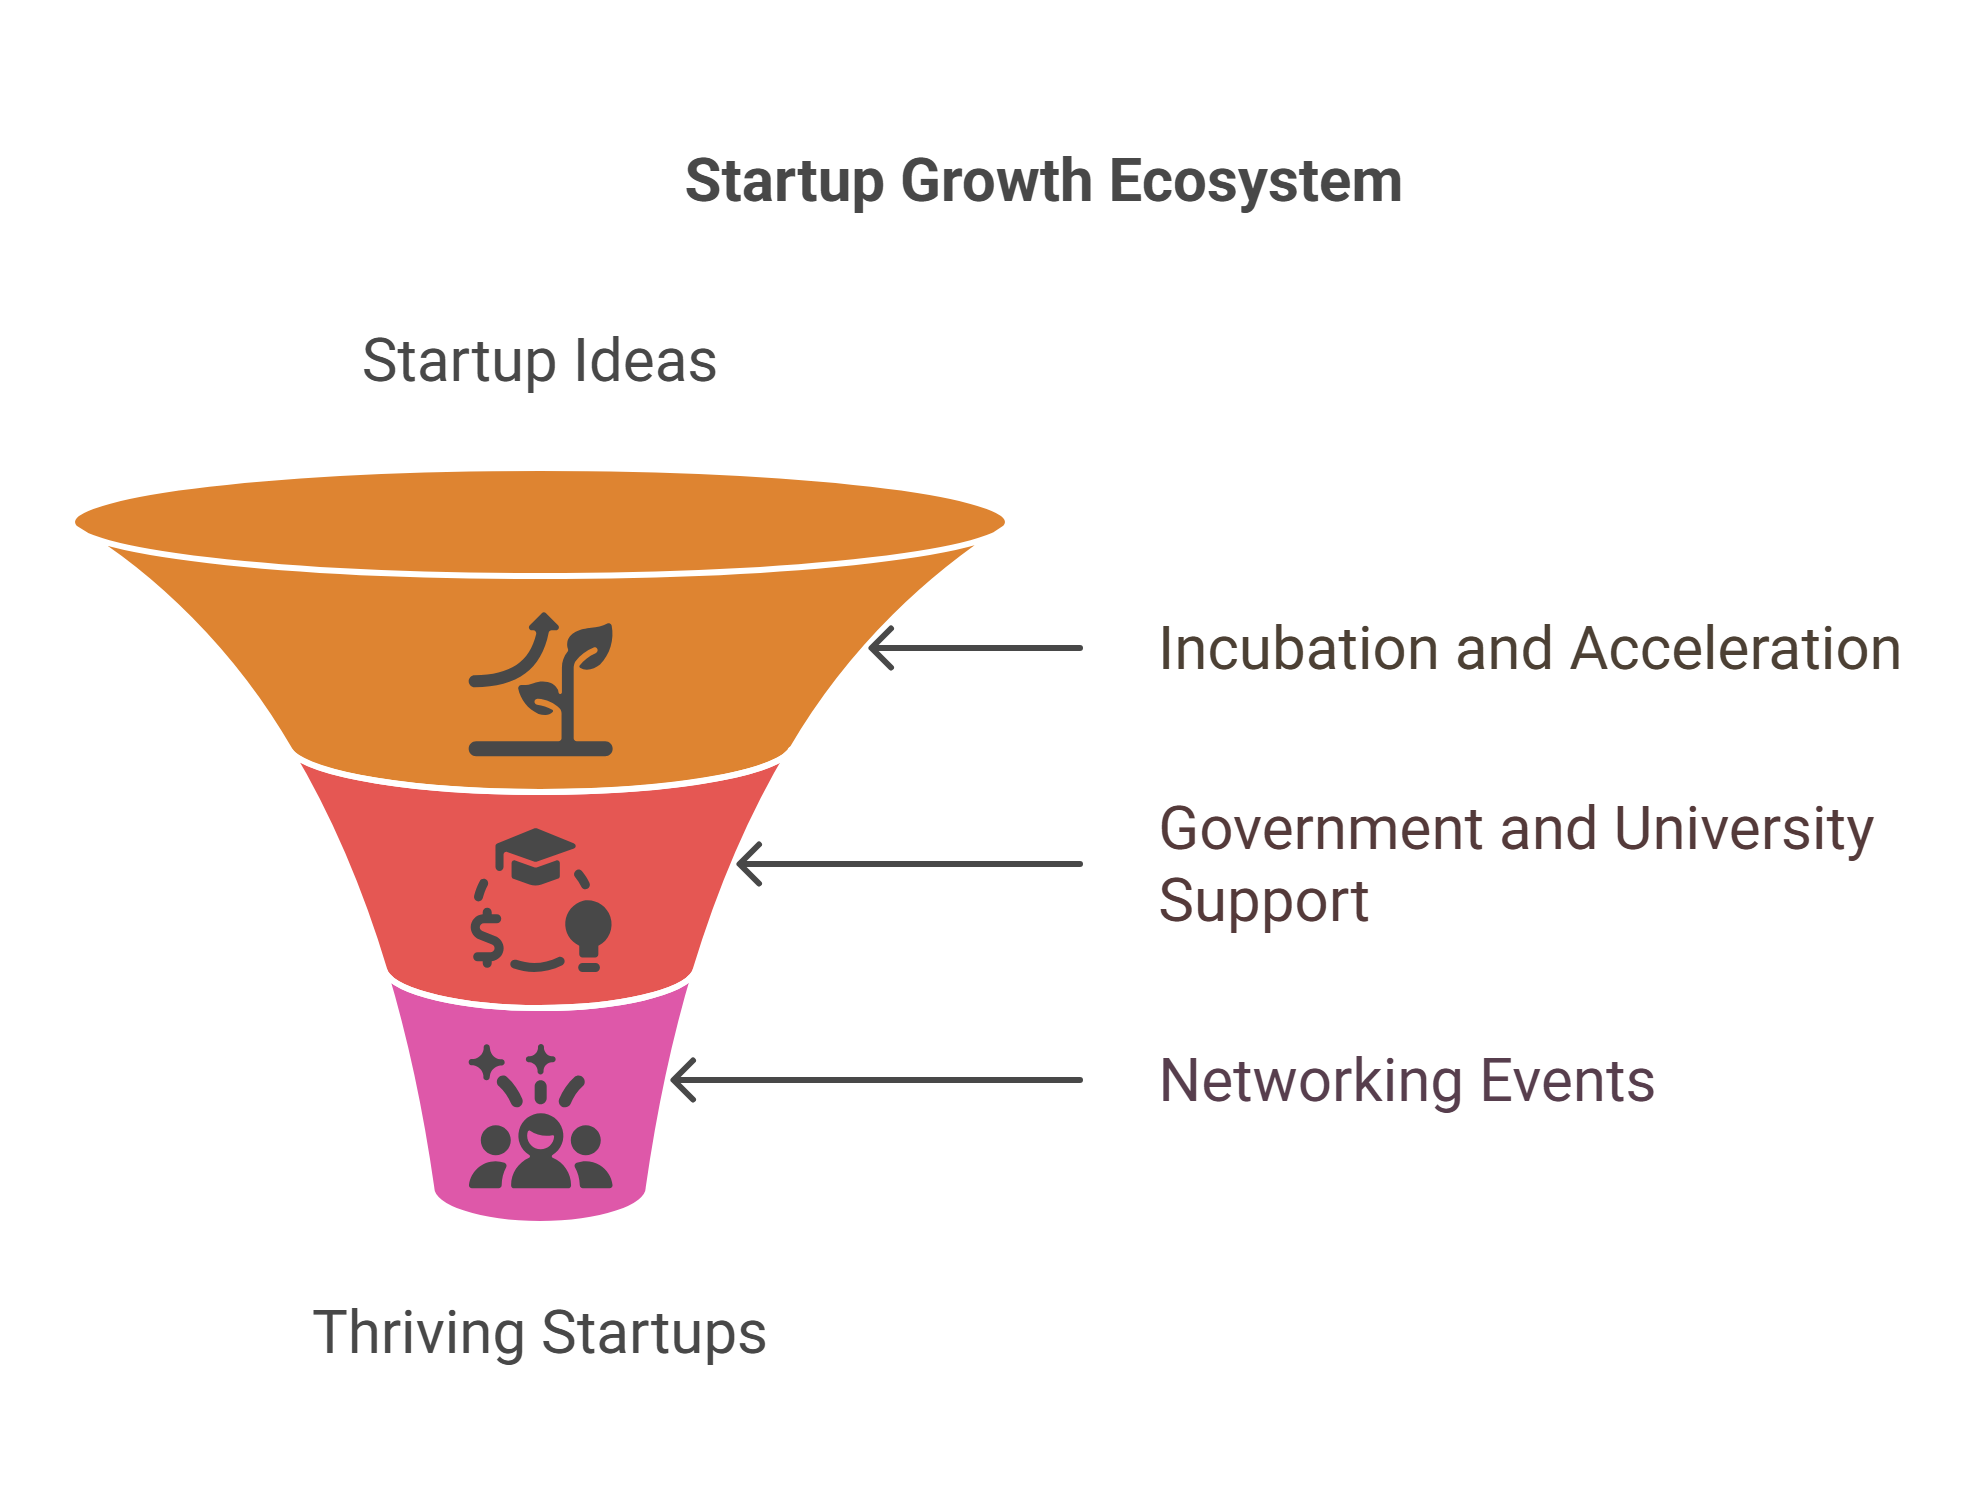 Startup Growth Ecosystem
Startup Ideas
Incubation and Acceleration
Government and University
Support
Networking Events
Thriving Startups